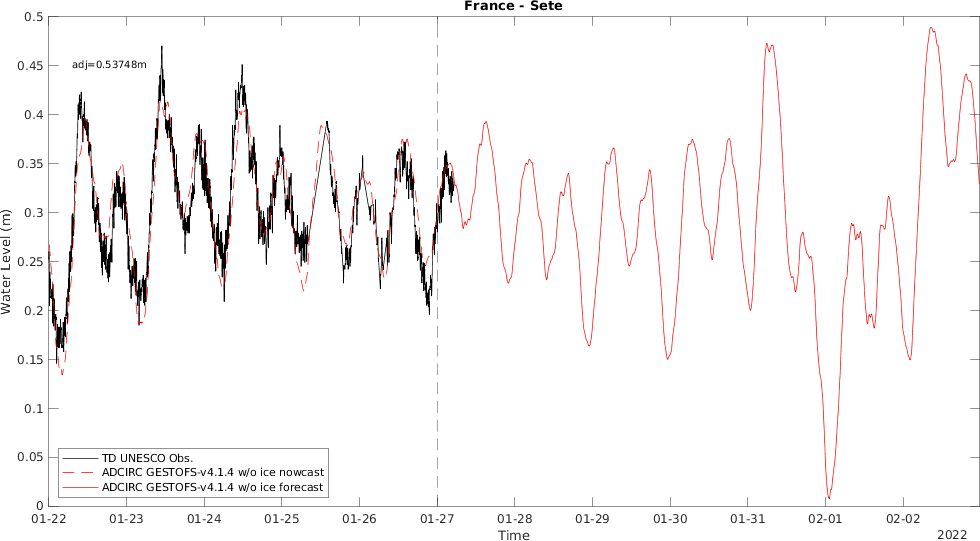 France - Sete
0.5
0.45
0.4
0.35
0.3
0.25
0.2
0.15
0.1
0.05
0
Water Level (m)
adj=0.53748m
TD UNESCO Obs.
ADCIRC GESTOFS-v4.1.4 w/o ice nowcast
ADCIRC GESTOFS-v4.1.4 w/o ice forecast
01-22 01-23 01-24 01-25 01-26 01-27 01-28 01-29 01-30 01-31 02-01 02-02
Time
2022